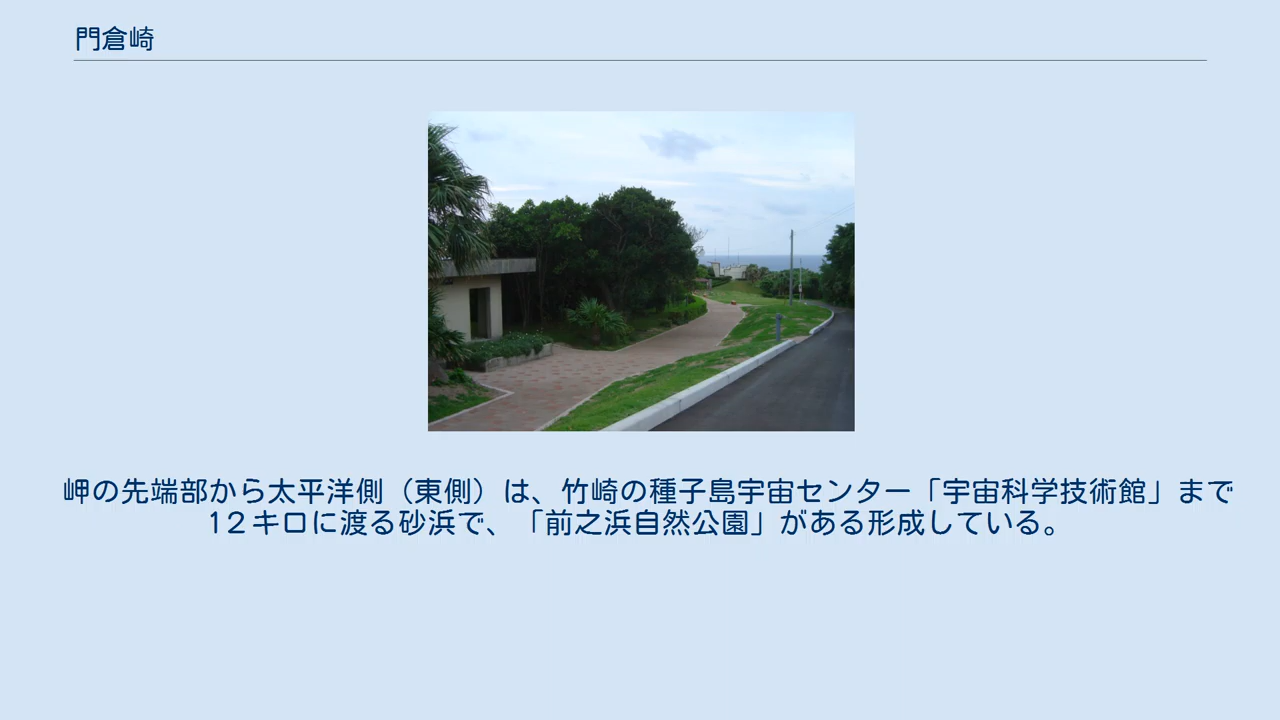 門倉崎
岬の先端部から太平洋側（東側）は、竹崎の種子島宇宙センター「宇宙科学技術館」まで
1２キロに渡る砂浜で、「前之浜自然公園」がある形成している。